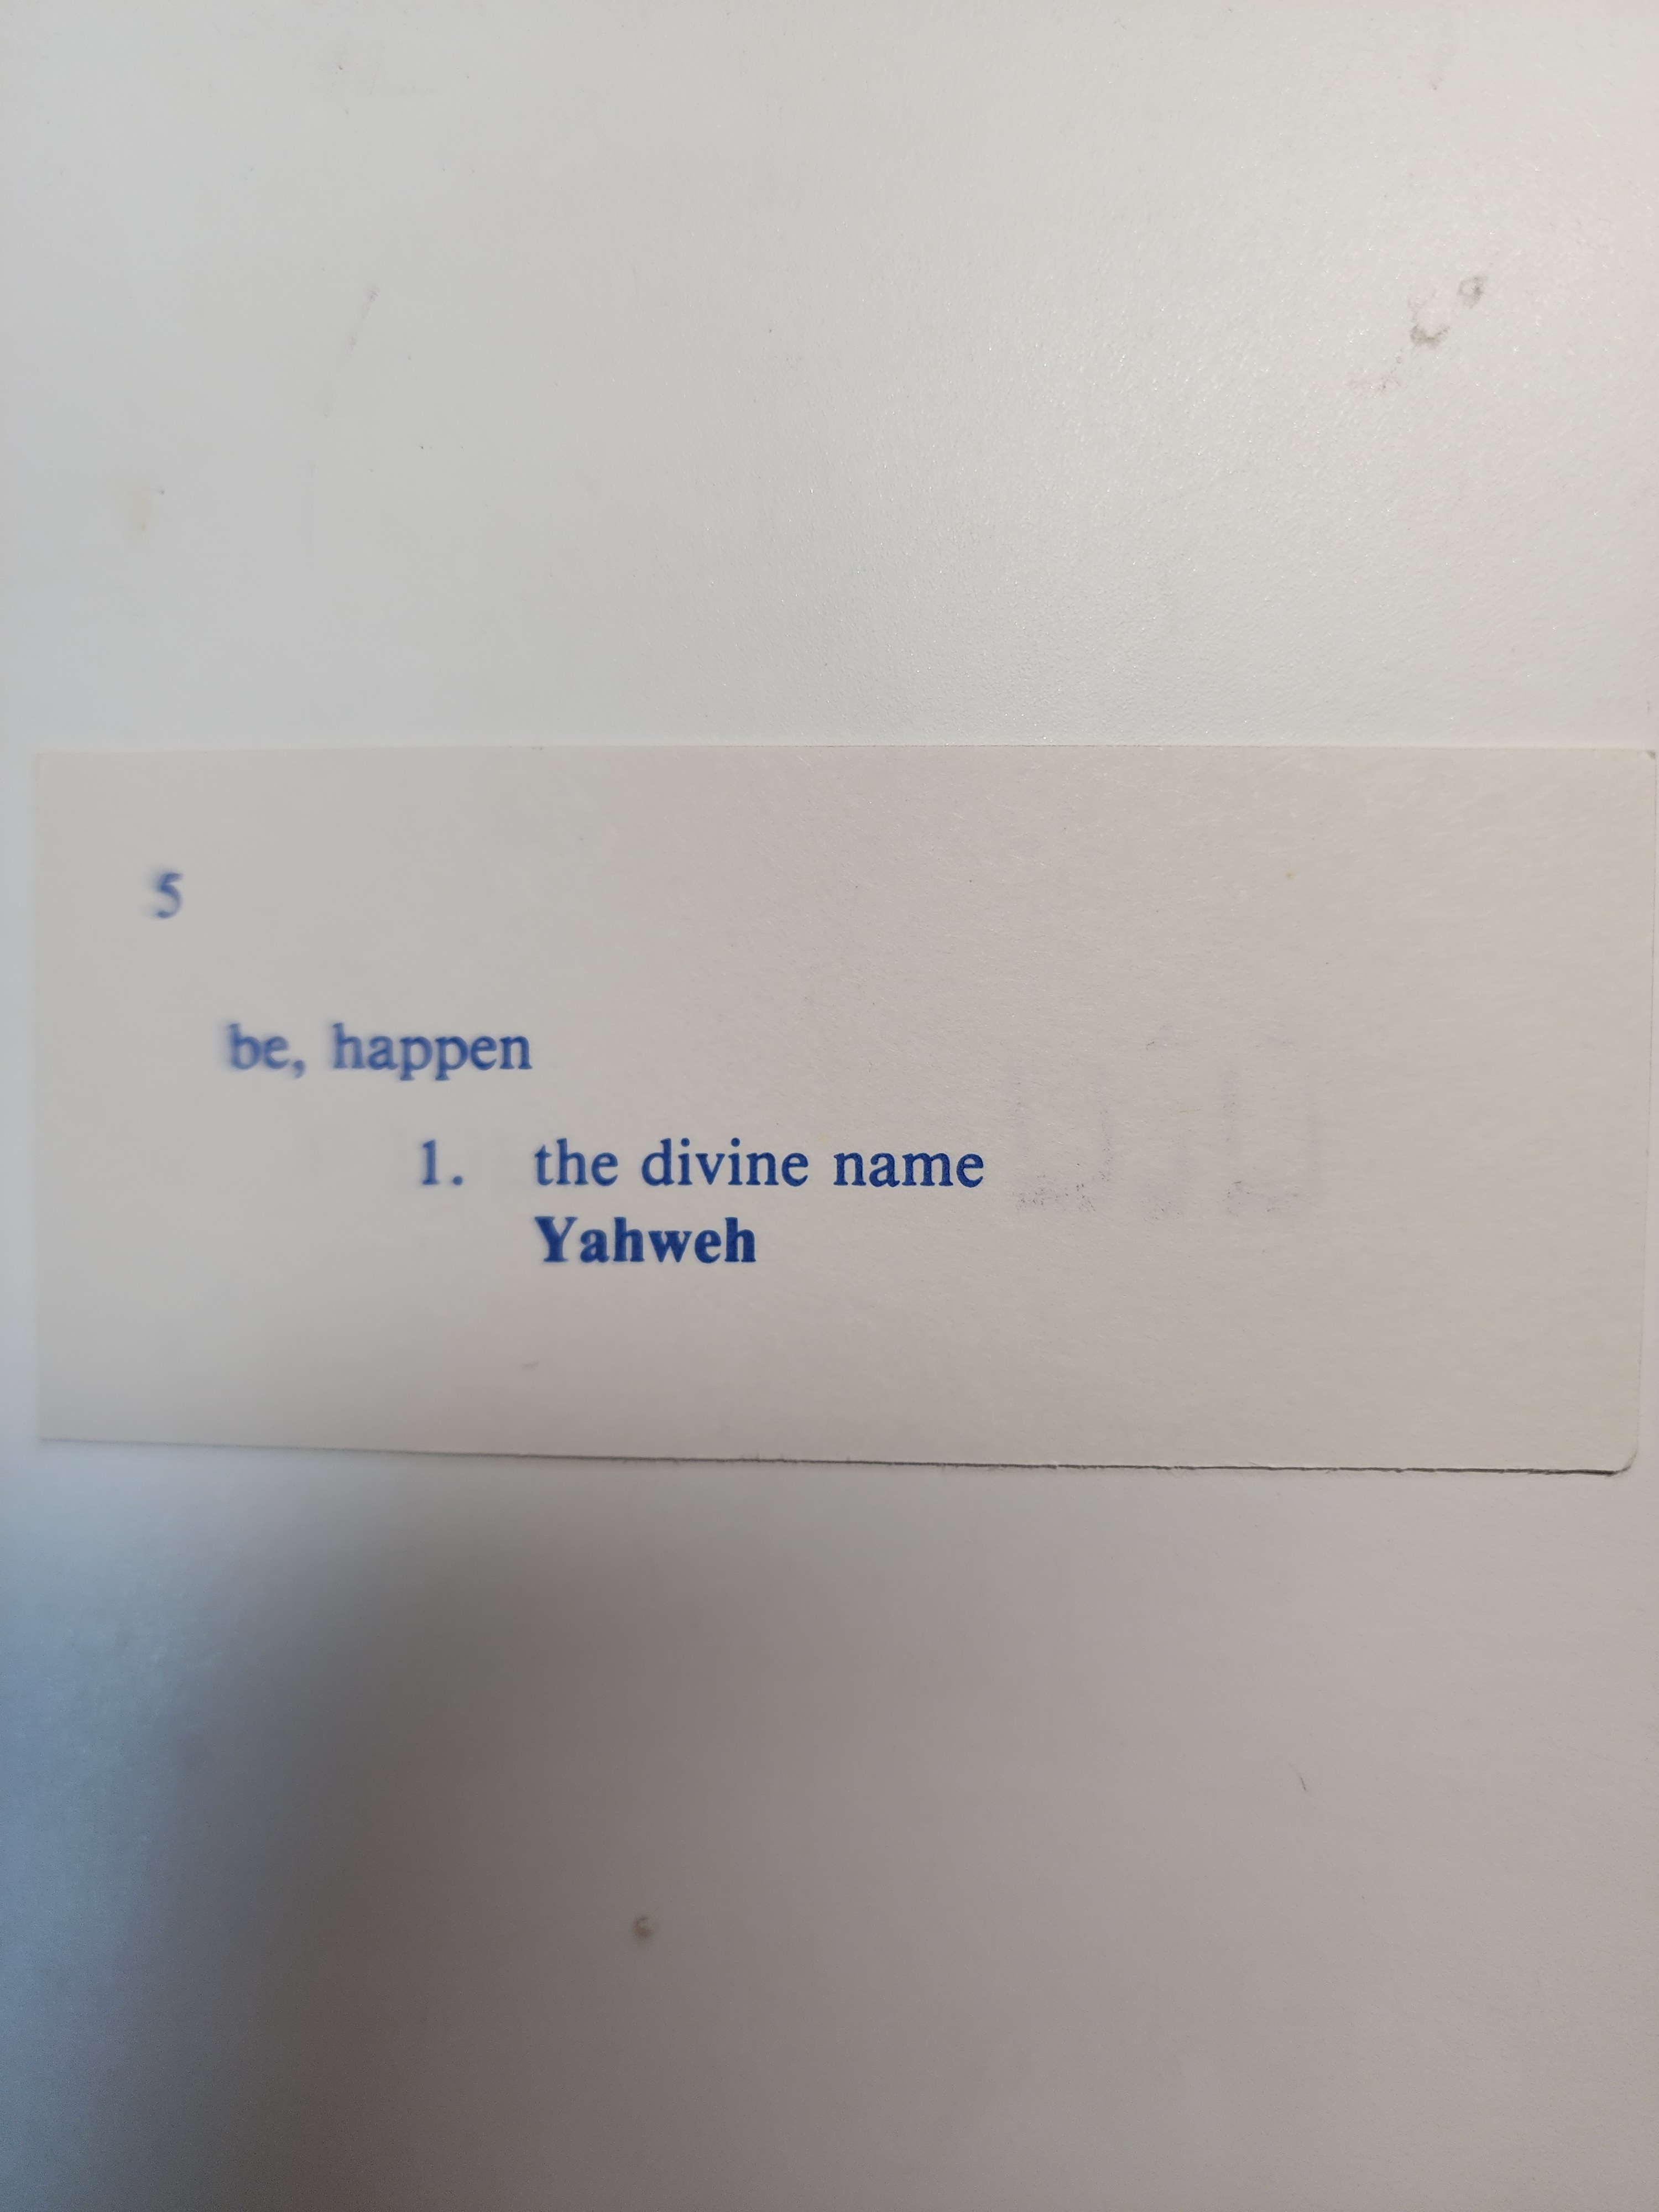 5
be, happen
1. the divine name
Yahweh